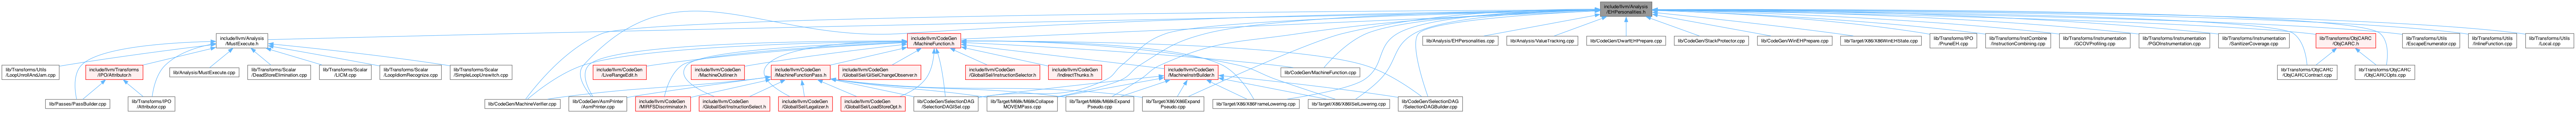 include/llvm/Analysis
/EHPersonalities.h
include/llvm/Analysis
/MustExecute.h
include/llvm/CodeGen
/MachineFunction.h
lib/Analysis/EHPersonalities.cpp
lib/Analysis/ValueTracking.cpp
lib/CodeGen/DwarfEHPrepare.cpp
lib/CodeGen/StackProtector.cpp
lib/CodeGen/WinEHPrepare.cpp
lib/Target/X86/X86WinEHState.cpp
lib/Transforms/IPO
/PruneEH.cpp
lib/Transforms/InstCombine
/InstructionCombining.cpp
lib/Transforms/Instrumentation
/GCOVProfiling.cpp
lib/Transforms/Instrumentation
/PGOInstrumentation.cpp
lib/Transforms/Instrumentation
/SanitizerCoverage.cpp
lib/Transforms/ObjCARC
/ObjCARC.h
lib/Transforms/Utils
/EscapeEnumerator.cpp
lib/Transforms/Utils
/InlineFunction.cpp
lib/Transforms/Utils
/Local.cpp
lib/Transforms/Utils
/LoopUnrollAndJam.cpp
include/llvm/Transforms
/IPO/Attributor.h
lib/Analysis/MustExecute.cpp
lib/Transforms/Scalar
/DeadStoreElimination.cpp
lib/Transforms/Scalar
/LICM.cpp
lib/Transforms/Scalar
/LoopIdiomRecognize.cpp
lib/Transforms/Scalar
/SimpleLoopUnswitch.cpp
include/llvm/CodeGen
/LiveRangeEdit.h
include/llvm/CodeGen
/MachineOutliner.h
include/llvm/CodeGen
/MachineFunctionPass.h
include/llvm/CodeGen
/GlobalISel/GISelChangeObserver.h
include/llvm/CodeGen
/GlobalISel/InstructionSelector.h
include/llvm/CodeGen
/IndirectThunks.h
include/llvm/CodeGen
/MachineInstrBuilder.h
lib/CodeGen/MachineFunction.cpp
lib/Transforms/ObjCARC
/ObjCARCContract.cpp
lib/Transforms/ObjCARC
/ObjCARCOpts.cpp
lib/Passes/PassBuilder.cpp
lib/Transforms/IPO
/Attributor.cpp
lib/CodeGen/MachineVerifier.cpp
lib/CodeGen/AsmPrinter
/AsmPrinter.cpp
include/llvm/CodeGen
/MIRFSDiscriminator.h
include/llvm/CodeGen
/GlobalISel/InstructionSelect.h
include/llvm/CodeGen
/GlobalISel/Legalizer.h
include/llvm/CodeGen
/GlobalISel/LoadStoreOpt.h
lib/CodeGen/SelectionDAG
/SelectionDAGISel.cpp
lib/Target/M68k/M68kCollapse
MOVEMPass.cpp
lib/Target/M68k/M68kExpand
Pseudo.cpp
lib/Target/X86/X86Expand
Pseudo.cpp
lib/Target/X86/X86FrameLowering.cpp
lib/Target/X86/X86ISelLowering.cpp
lib/CodeGen/SelectionDAG
/SelectionDAGBuilder.cpp